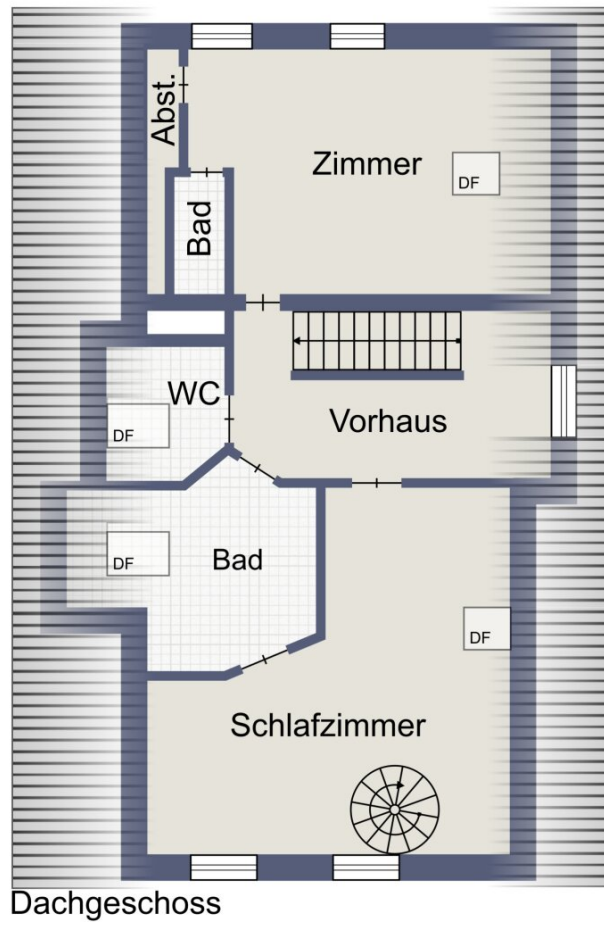 Abst.
Zimmer
DF
Bad
WC
DF
Vorhaus
DF
Bad
DF
Schlafzimmer
Dachgeschoss